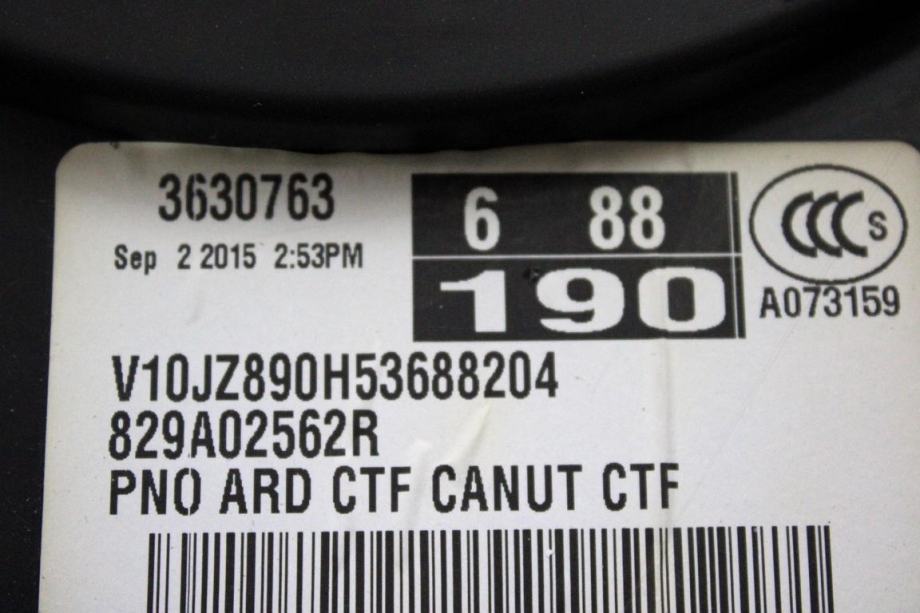 3630763
Sep 2 2015 2:53PM
6 88
190
CCC S
A073159
V10JZ890H53688204
829A02562R
PNO ARD CTF CANUT CTF